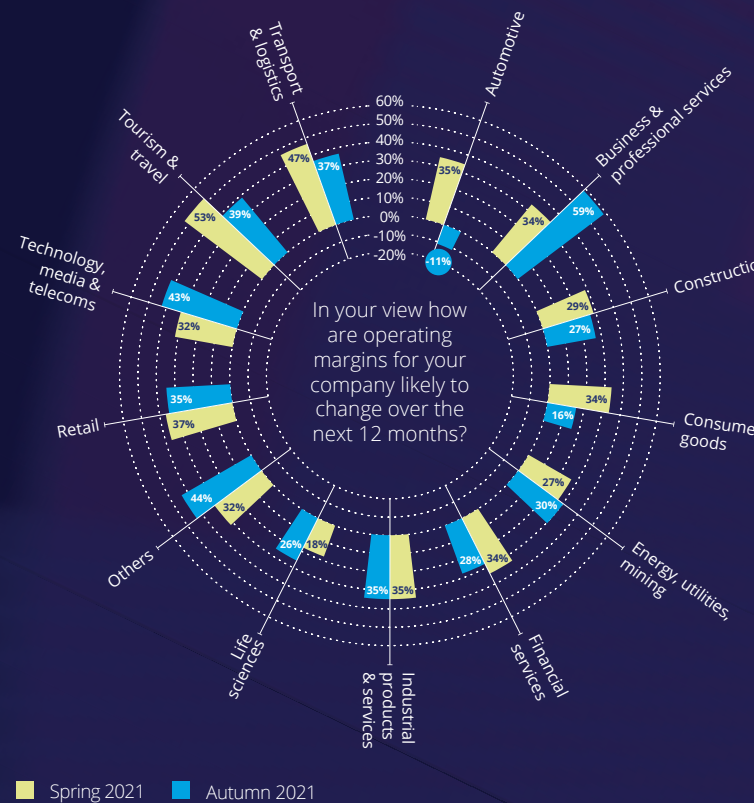 Transport
& logistics
47%
37%
Automotive
35%
-11%
Business &
professional services
34%
59%
Constructio
29%
27%
Consume
goods
34%
16%
Energy, utilities,
mining
27%
30%
Financial
services
34%
28%
Industrial
products
& services
35%
35%
Life
sciences
18%
26%
Others
32%
44%
Retail
35%
37%
Technology,
media &
telecoms
43%
32%
Tourism &
travel
53%
39%
60%
50%
40%
30%
20%
10%
0%
-10%
-20%
In your view how
are operating
margins for your
company likely to
change over the
next 12 months?
Spring 2021
Autumn 2021